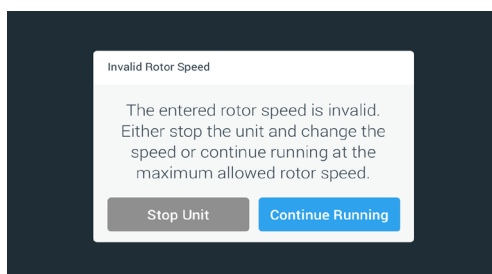 Invalid Rotor Speed
The entered rotor speed is invalid.
Either stop the unit and change the
speed or continue running at the
maximum allowed rotor speed.
Stop Unit
Continue Running